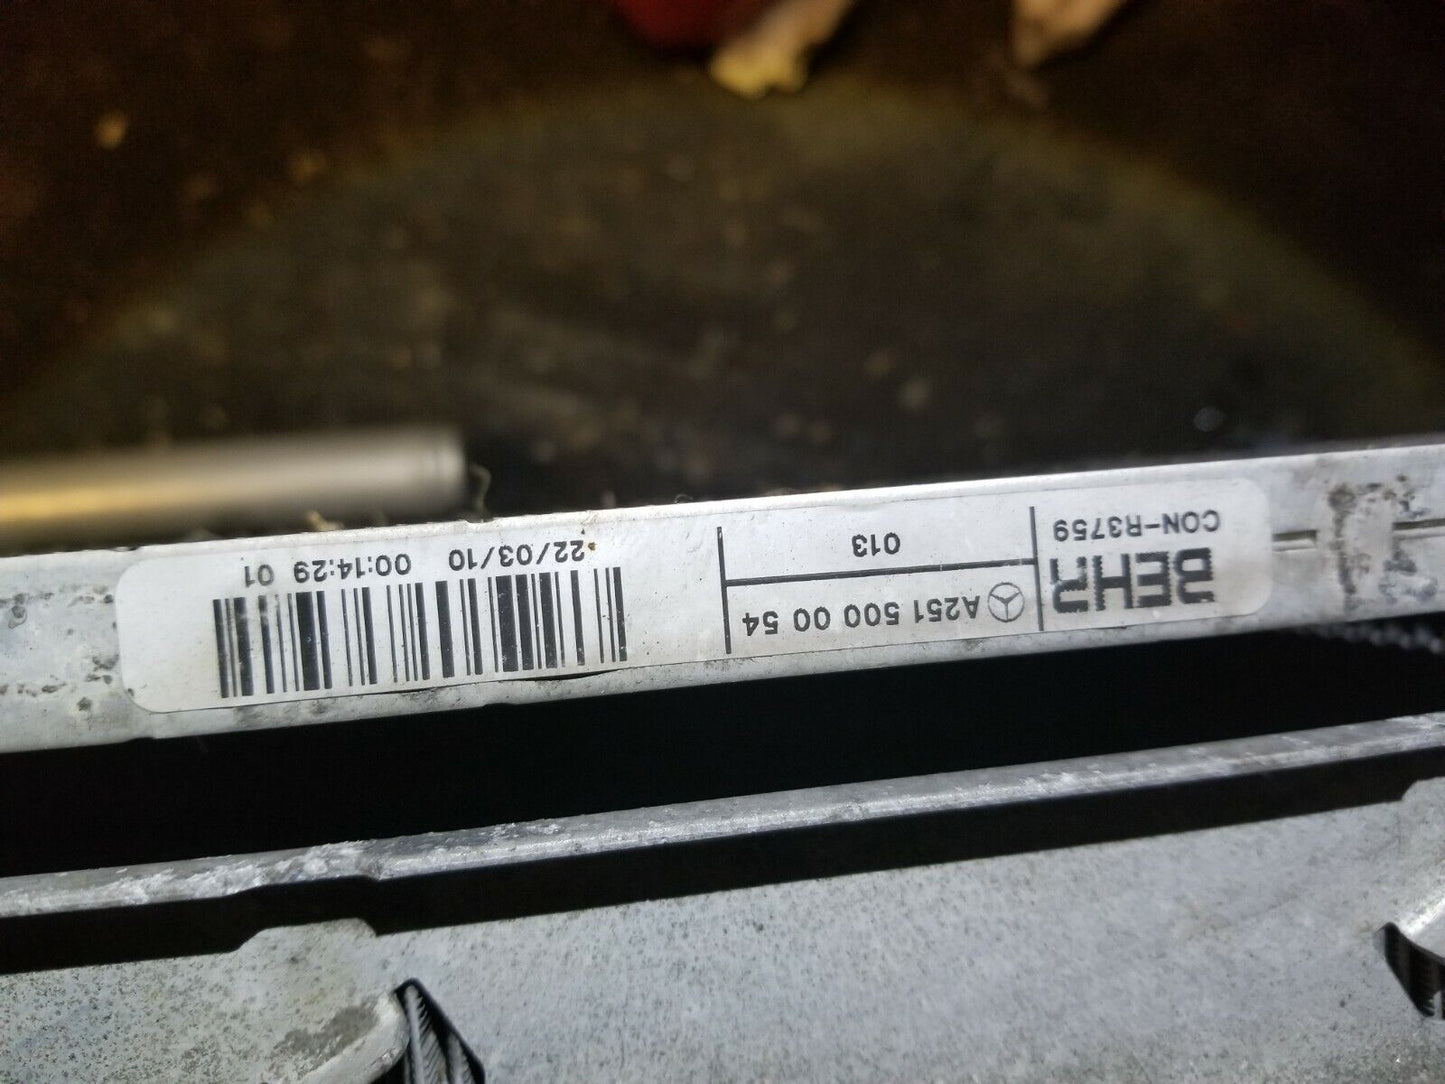 BEHR
CON-R3759
A251 500 00 54
013
22/03/10 00:14:29 01